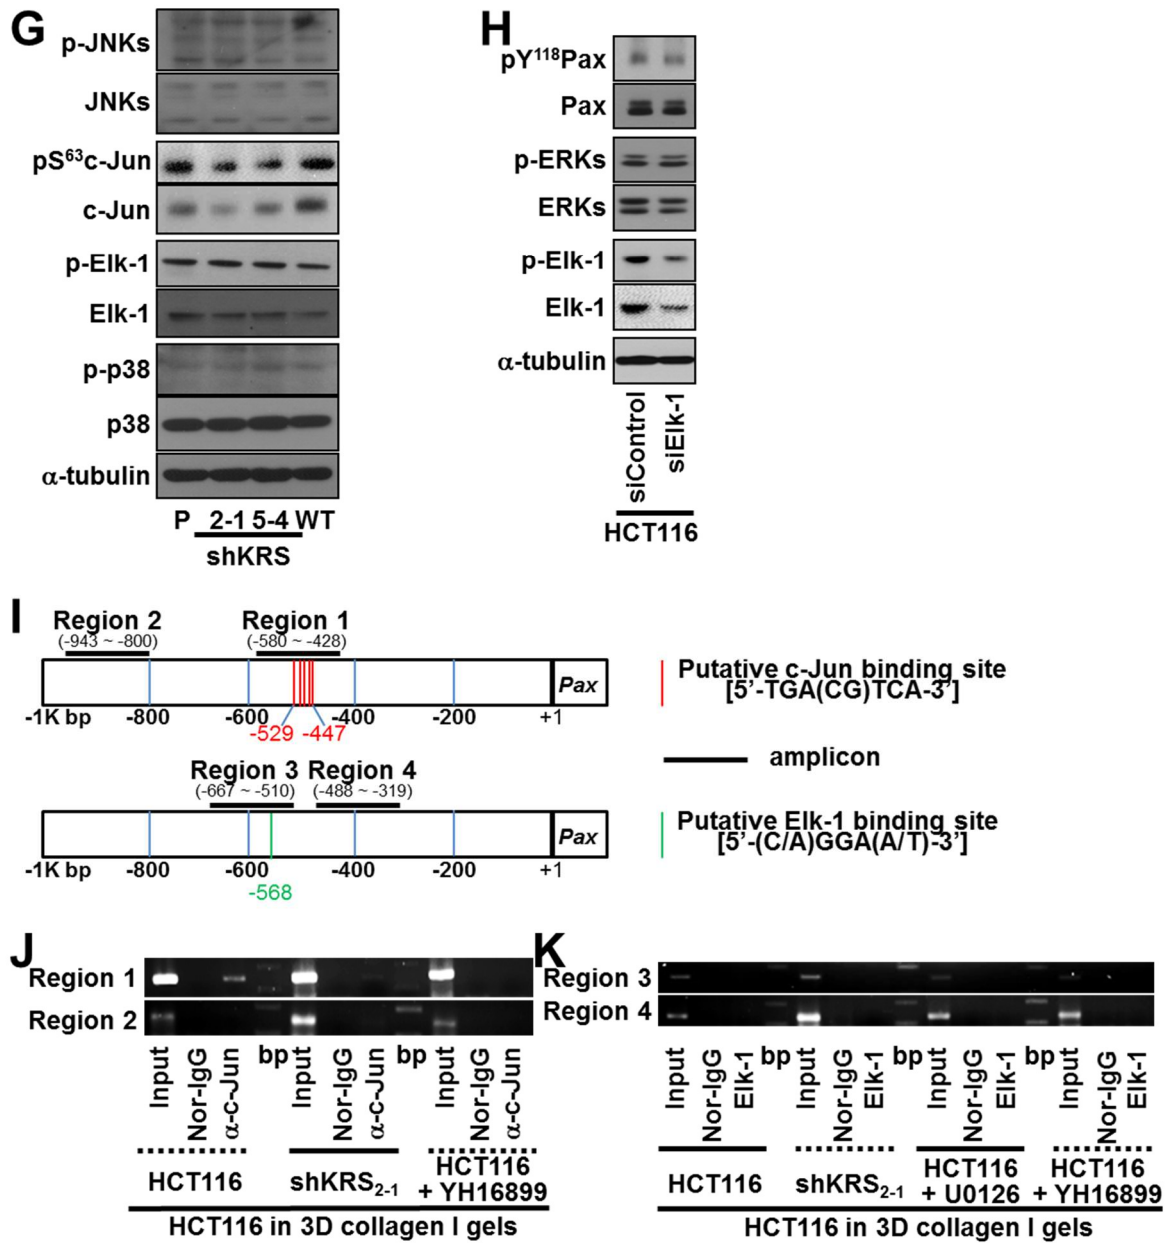 G
p-JNKs
JNKs
pS⁶³c-Jun
c-Jun
p-Elk-1
Elk-1
p-p38
p38
α-tubulin
P 2-1 5-4 WT
shKRS
H
pY¹¹⁸Pax
Pax
p-ERKs
ERKs
p-Elk-1
Elk-1
α-tubulin
siControl
siElk-1
HCT116
I
Region 2 Region 1
(-943 ~ -800) (-580 ~ -428)
Pax
-1K bp -800 -600 -400 -200 +1
-529 -447
Putative c-Jun binding site
[5'-TGA(CG)TCA-3']
amplicon
Region 3 Region 4
(-667 ~ -510) (-488 ~ -319)
Pax
-1K bp -800 -600 -400 -200 +1
-568
Putative Elk-1 binding site
[5'-(C/A)GGA(A/T)-3']
J
Region 1
Region 2
Input Nor-IgG α-c-Jun bp Input Nor-IgG α-c-Jun bp Input Nor-IgG α-c-Jun
HCT116 shKRS₂₋₁ HCT116
+ YH16899
HCT116 in 3D collagen I gels
K
Region 3
Region 4
Input Nor-IgG Elk-1 bp Input Nor-IgG Elk-1 bp Input Nor-IgG Elk-1 bp Input Nor-IgG Elk-1
HCT116 shKRS₂₋₁ HCT116 HCT116
+ U0126 + YH16899
HCT116 in 3D collagen I gels